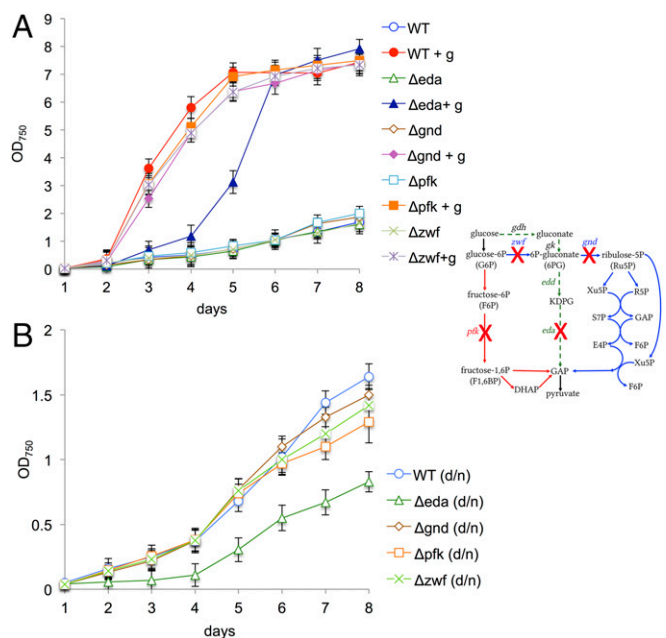 A
OD750
8
7
6
5
4
3
2
1
0
1 2 3 4 5 6 7 8
days
WT
WT + g
Δeda
Δeda+ g
Δgnd
Δgnd + g
Δpfk
Δpfk + g
Δzwf
Δzwf+g
glucose gdh gluconate
gk
zwf gnd
glucose-6P 6P-gluconate ribulose-5P
(G6P) (6PG) (Ru5P)
edd
Xu5P R5P
fructose-6P KDPG
(F6P)
S7P GAP
pfk eda
E4P F6P
Xu5P
fructose-1,6P GAP
(F1,6BP) DHAP
F6P
pyruvate
B
OD750
2
1.5
1
0.5
0
1 2 3 4 5 6 7 8
days
WT (d/n)
Δeda (d/n)
Δgnd (d/n)
Δpfk (d/n)
Δzwf (d/n)